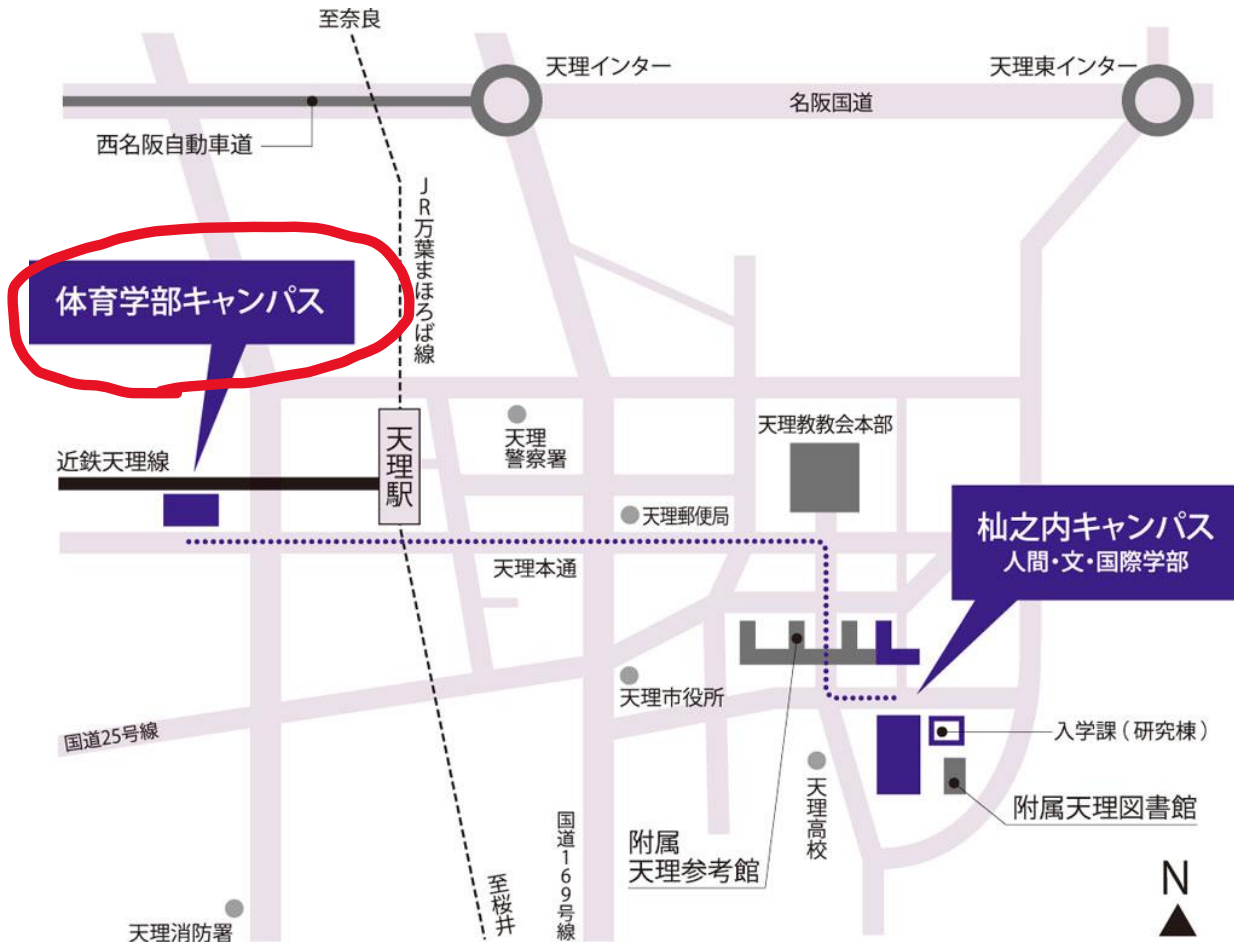 至奈良
天理インター
天理東インター
名阪国道
西名阪自動車道
JR万葉まほろば線
体育学部キャンパス
天理駅
天理
警察署
天理教教会本部
近鉄天理線
天理郵便局
杣之内キャンパス
人間・文・国際学部
天理本通
天理市役所
国道25号線
入学課(研究棟)
天理高校
附属天理図書館
国道169号線
附属
天理参考館
至桜井
天理消防署
N